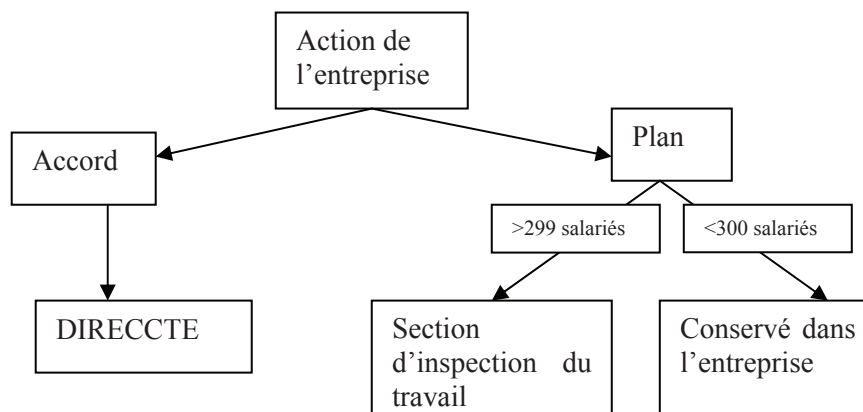 Action de
l’entreprise
Accord
Plan
>299 salariés
<300 salariés
DIRECCTE
Section
d’inspection du
travail
Conservé dans
l’entreprise